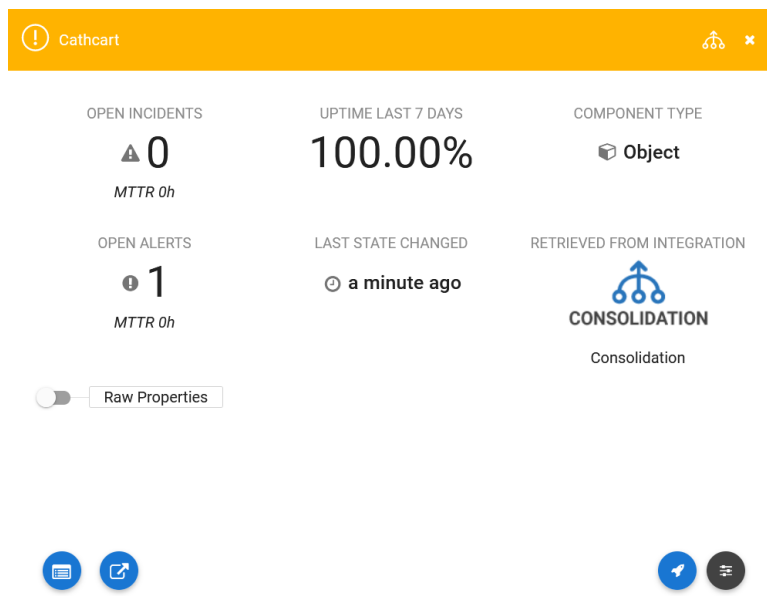 Cathcart
OPEN INCIDENTS
0
MTTR 0h
UPTIME LAST 7 DAYS
100.00%
COMPONENT TYPE
Object
OPEN ALERTS
1
MTTR 0h
LAST STATE CHANGED
a minute ago
RETRIEVED FROM INTEGRATION
CONSOLIDATION
Consolidation
Raw Properties